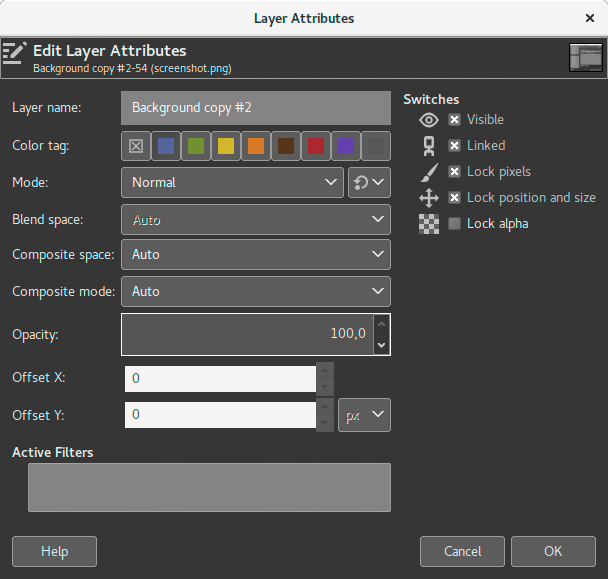 Layer Attributes
Edit Layer Attributes
Background copy #2-54 (screenshot.png)
Layer name: Background copy #2
Color tag:
Mode: Normal
Blend space: Auto
Composite space: Auto
Composite mode: Auto
Opacity: 100,0
Offset X: 0
Offset Y: 0 px
Active Filters
Switches
Visible
Linked
Lock pixels
Lock position and size
Lock alpha
Help Cancel OK